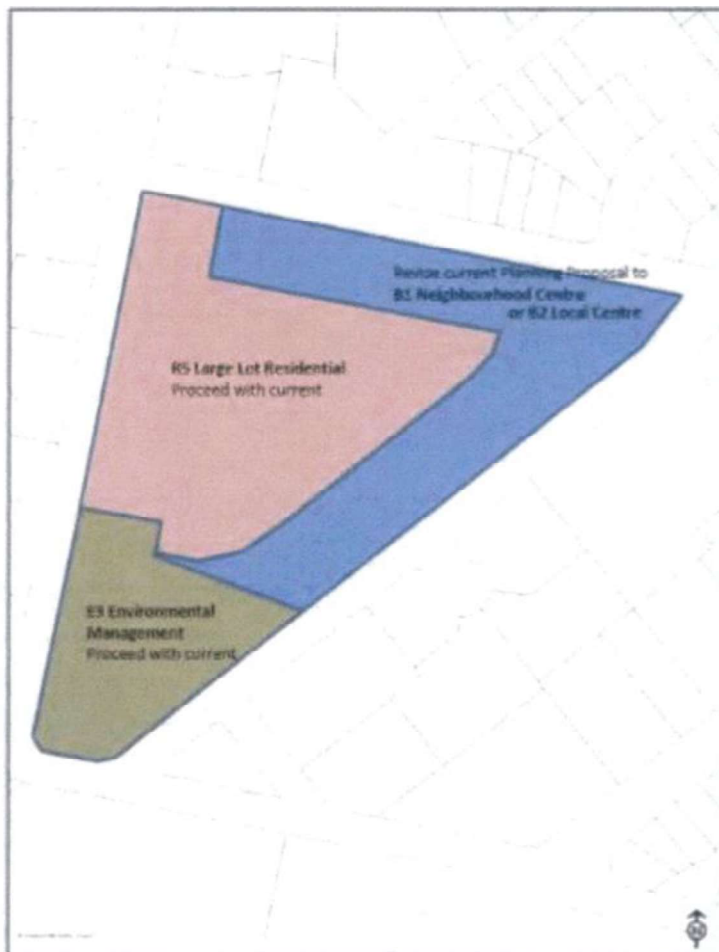 Revise current Planning Proposal to
B1 Neighbourhood Centre
or B2 Local Centre
R5 Large Lot Residential
Proceed with current
E3 Environmental
Management
Proceed with current